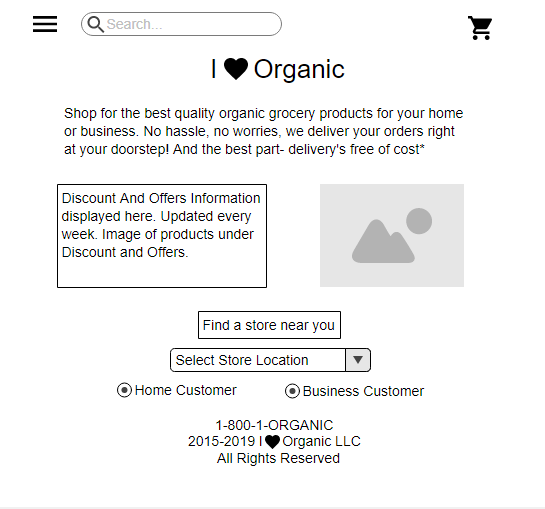 Search...
I ♥ Organic
Shop for the best quality organic grocery products for your home
or business. No hassle, no worries, we deliver your orders right
at your doorstep! And the best part- delivery's free of cost*
Discount And Offers Information
displayed here. Updated every
week. Image of products under
Discount and Offers.
Find a store near you
Select Store Location
Home Customer
Business Customer
1-800-1-ORGANIC
2015-2019 I ♥ Organic LLC
All Rights Reserved